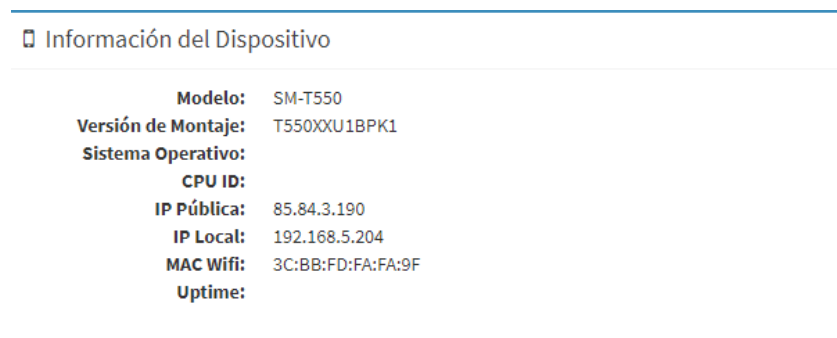 Información del Dispositivo
Modelo: SM-T550
Versión de Montaje: T550XXU1BPK1
Sistema Operativo:
CPU ID:
IP Pública: 85.84.3.190
IP Local: 192.168.5.204
MAC Wifi: 3C:BB:FD:FA:FA:9F
Uptime: